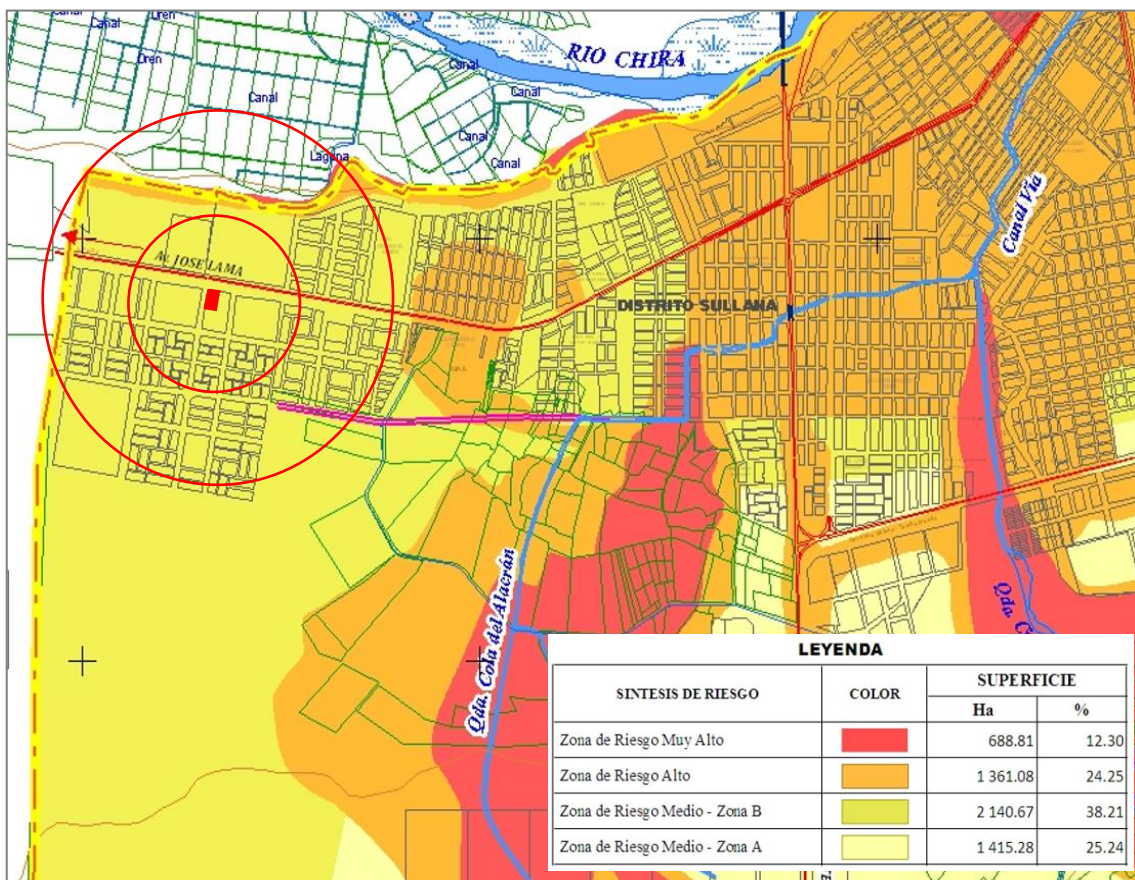 Canal
Canal
Canal
Dren
Dren
Canal
RIO CHIRA
Canal
Canal
Canal
Laguna
Canal
Canal Vía
Av. JOSE LAMA
DISTRITO SULLANA
Qda. Cola del Alacrán
Qda. C
LEYENDA
SINTESIS DE RIESGO COLOR SUPERFICIE
Ha %
Zona de Riesgo Muy Alto 688.81 12.30
Zona de Riesgo Alto 1 361.08 24.25
Zona de Riesgo Medio - Zona B 2 140.67 38.21
Zona de Riesgo Medio - Zona A 1 415.28 25.24